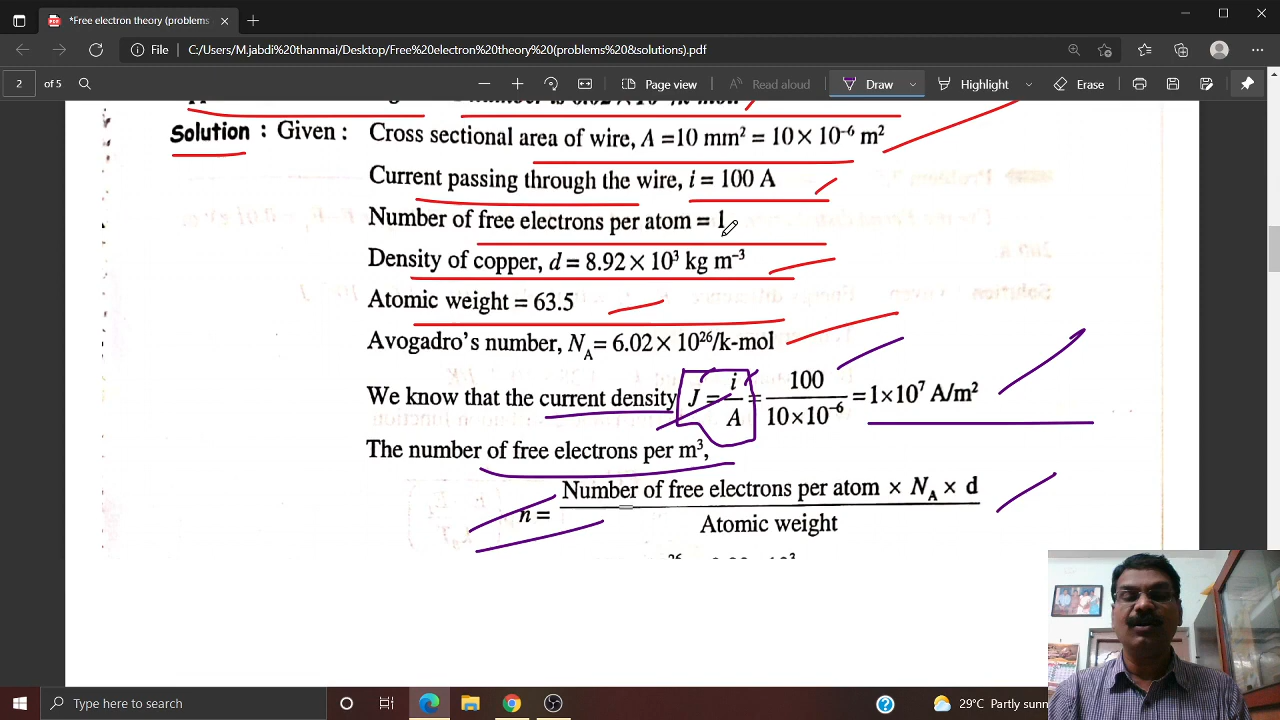 *Free electron theory (problems
File C:/Users/M.jabdi%20thanmai/Desktop/Free%20electron%20theory%20(problems%20&solutions).pdf
2 of 5 Page view Read aloud Draw Highlight Erase
Solution : Given : Cross sectional area of wire, A =10 mm² = 10 × 10⁻⁶ m²
Current passing through the wire, i = 100 A
Number of free electrons per atom = 1
Density of copper, d = 8.92 × 10³ kg m⁻³
Atomic weight = 63.5
Avogadro's number, N_A = 6.02 × 10²⁶/k-mol
We know that the current density J = i/A = 100/10×10⁻⁶ = 1×10⁷ A/m²
The number of free electrons per m³,
n = Number of free electrons per atom × N_A × d
Atomic weight
Type here to search 29°C Partly sunny